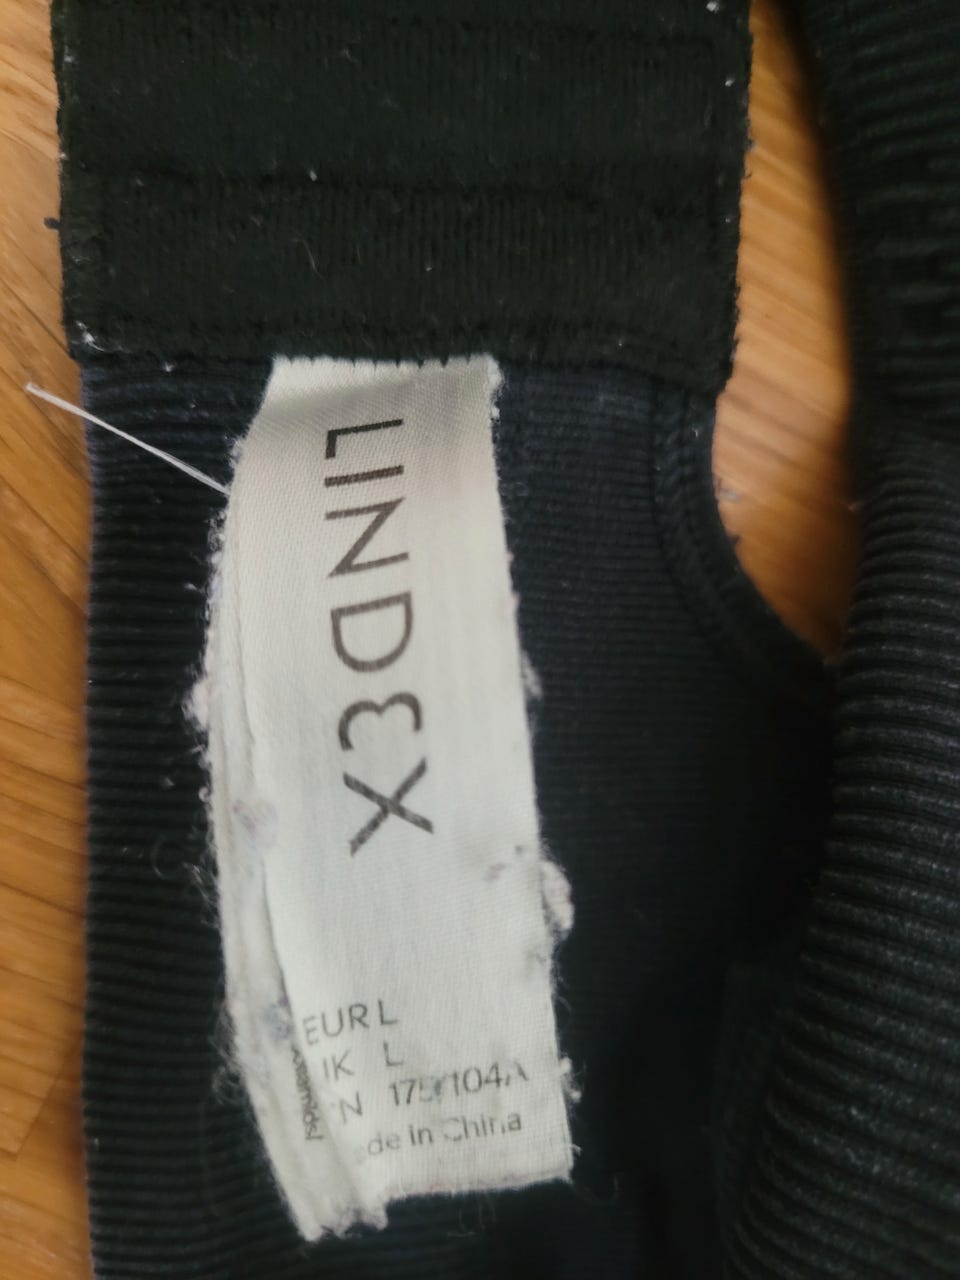 LINDEX
EUR L
IK L
N 175/104A
de in China